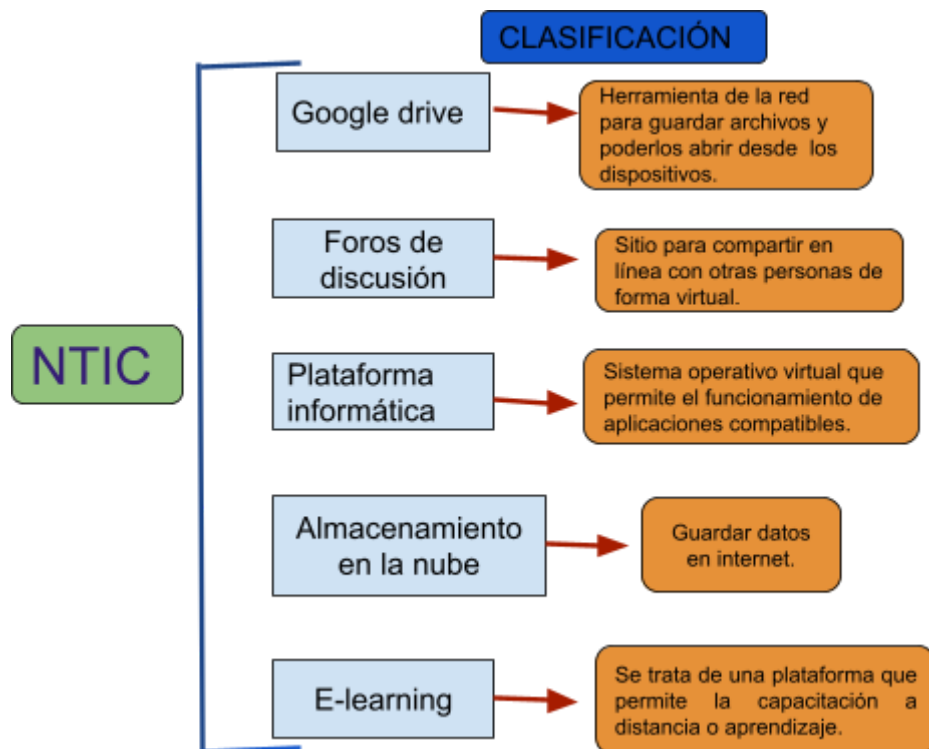 CLASIFICACIÓN
Google drive
Herramienta de la red
para guardar archivos y
poderlos abrir desde los
dispositivos.
Foros de
discusión
Sitio para compartir en
línea con otras personas de
forma virtual.
NTIC
Plataforma
informática
Sistema operativo virtual que
permite el funcionamiento de
aplicaciones compatibles.
Almacenamiento
en la nube
Guardar datos
en internet.
E-learning
Se trata de una plataforma que
permite la capacitación a
distancia o aprendizaje.